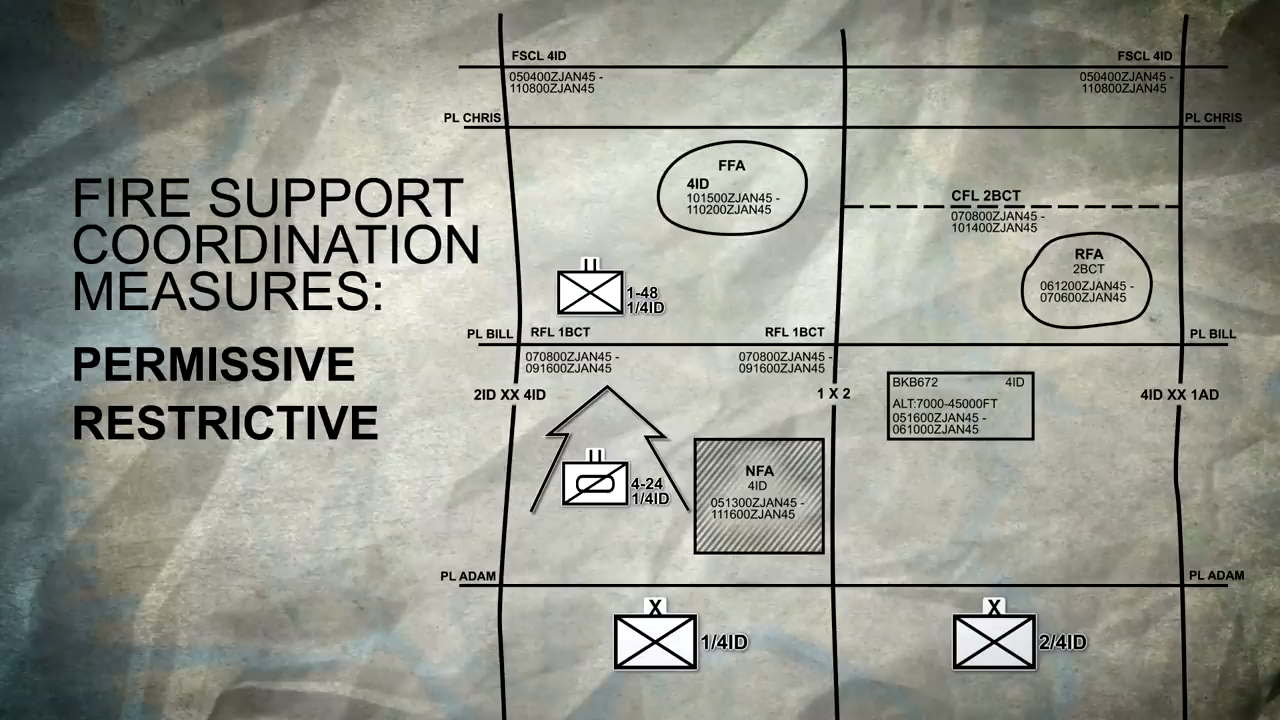 FIRE SUPPORT
COORDINATION
MEASURES:
PERMISSIVE
RESTRICTIVE
FSCL 4ID
050400ZJAN45 -
110800ZJAN45
FSCL 4ID
050400ZJAN45 -
110800ZJAN45
PL CHRIS
PL CHRIS
FFA
4ID
101500ZJAN45 -
110200ZJAN45
CFL 2BCT
070800ZJAN45 -
101400ZJAN45
RFA
2BCT
061200ZJAN45 -
070600ZJAN45
1-48
1/4ID
PL BILL
RFL 1BCT
RFL 1BCT
PL BILL
070800ZJAN45 -
091600ZJAN45
070800ZJAN45 -
091600ZJAN45
2ID XX 4ID
1 X 2
4ID XX 1AD
BKB672 4ID
ALT:7000-45000FT
051600ZJAN45 -
061000ZJAN45
4-24
1/4ID
NFA
4ID
051300ZJAN45 -
111600ZJAN45
PL ADAM
PL ADAM
X
1/4ID
X
2/4ID